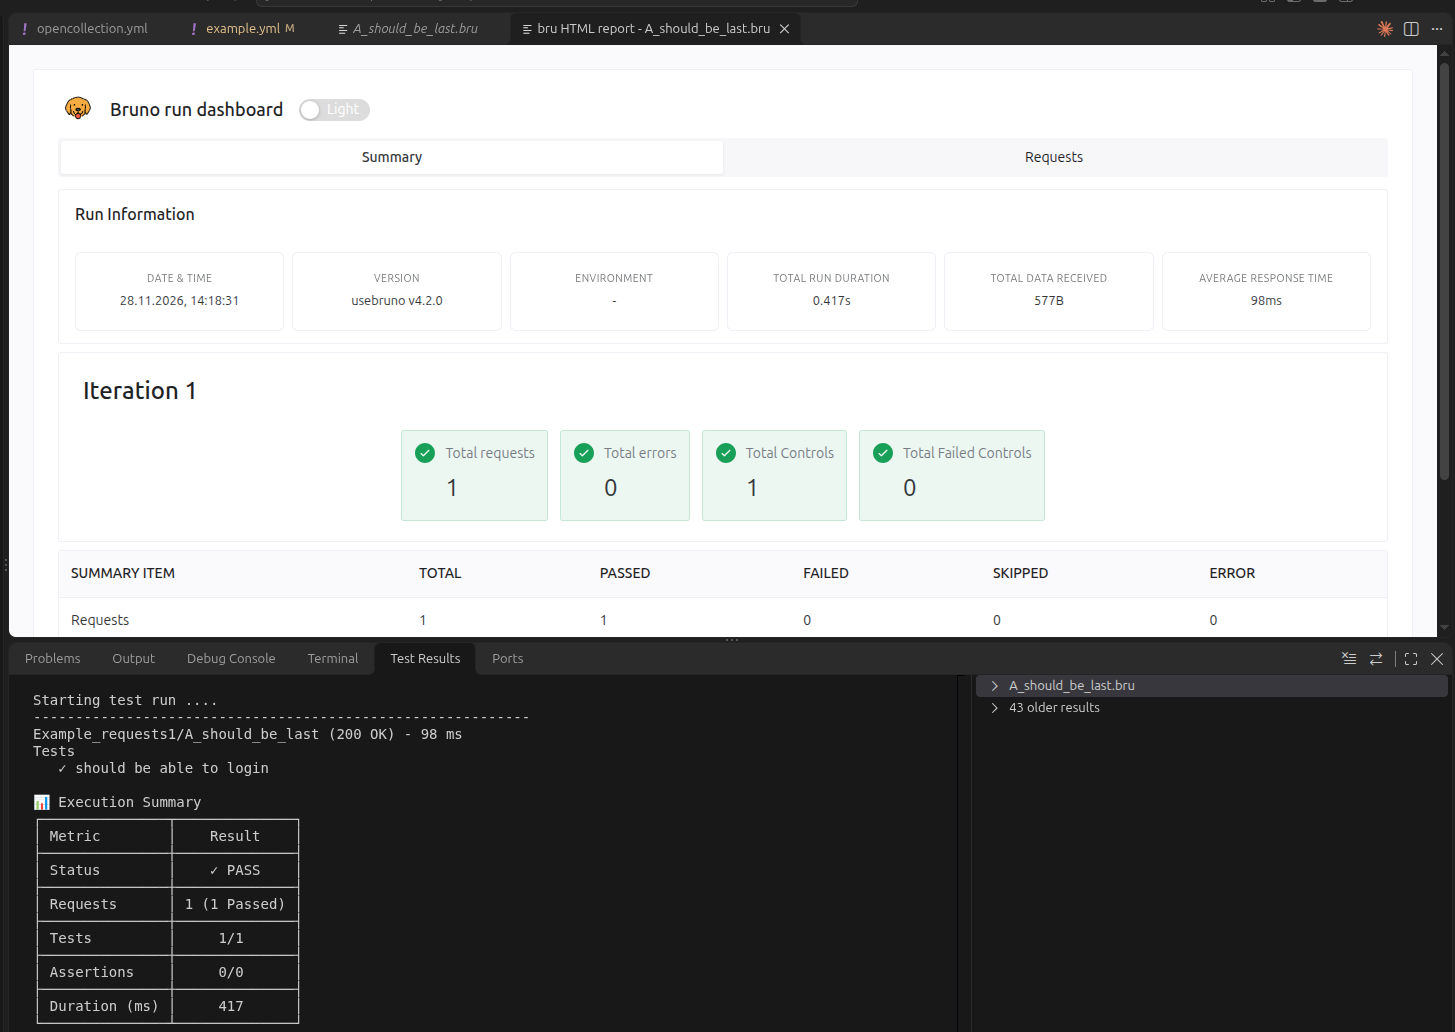 opencollection.yml
example.yml M
A_should_be_last.bru
bru HTML report - A_should_be_last.bru
Bruno run dashboard
Light
Summary
Requests
Run Information
DATE & TIME
28.11.2026, 14:18:31
VERSION
usebruno v4.2.0
ENVIRONMENT
-
TOTAL RUN DURATION
0.417s
TOTAL DATA RECEIVED
577B
AVERAGE RESPONSE TIME
98ms
Iteration 1
Total requests
1
Total errors
0
Total Controls
1
Total Failed Controls
0
SUMMARY ITEM TOTAL PASSED FAILED SKIPPED ERROR
Requests 1 1 0 0 0
Problems Output Debug Console Terminal Test Results Ports
Starting test run ....
-----------------------------------------------------------
Example_requests1/A_should_be_last (200 OK) - 98 ms
Tests
✓ should be able to login
📊 Execution Summary
Metric Result
Status ✓ PASS
Requests 1 (1 Passed)
Tests 1/1
Assertions 0/0
Duration (ms) 417
A_should_be_last.bru
43 older results